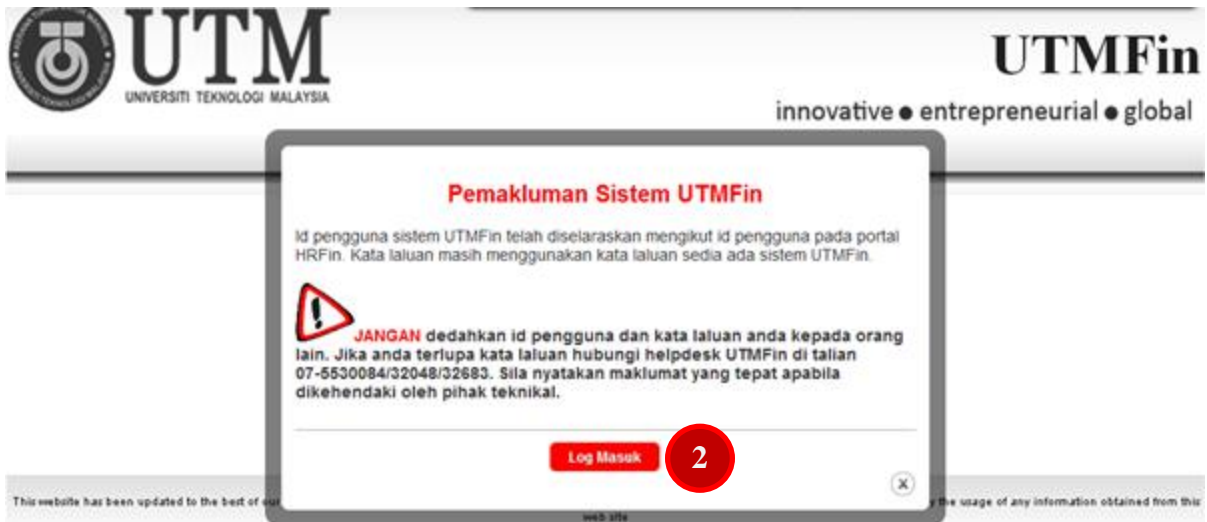 UTM
UNIVERSITI TEKNOLOGI MALAYSIA
UTMFin
innovative ● entrepreneurial ● global
Pemakluman Sistem UTMFin
Id pengguna sistem UTMFin telah diselaraskan mengikut id pengguna pada portal
HRFin. Kata laluan masih menggunakan kata laluan sedia ada sistem UTMFin.
JANGAN dedahkan id pengguna dan kata laluan anda kepada orang
lain. Jika anda terlupa kata laluan hubungi helpdesk UTMFin di talian
07-5530084/32048/32683. Sila nyatakan maklumat yang tepat apabila
dikehendaki oleh pihak teknikal.
Log Masuk
2
x
This website has been updated to the best of the usage of any information obtained from this
web site